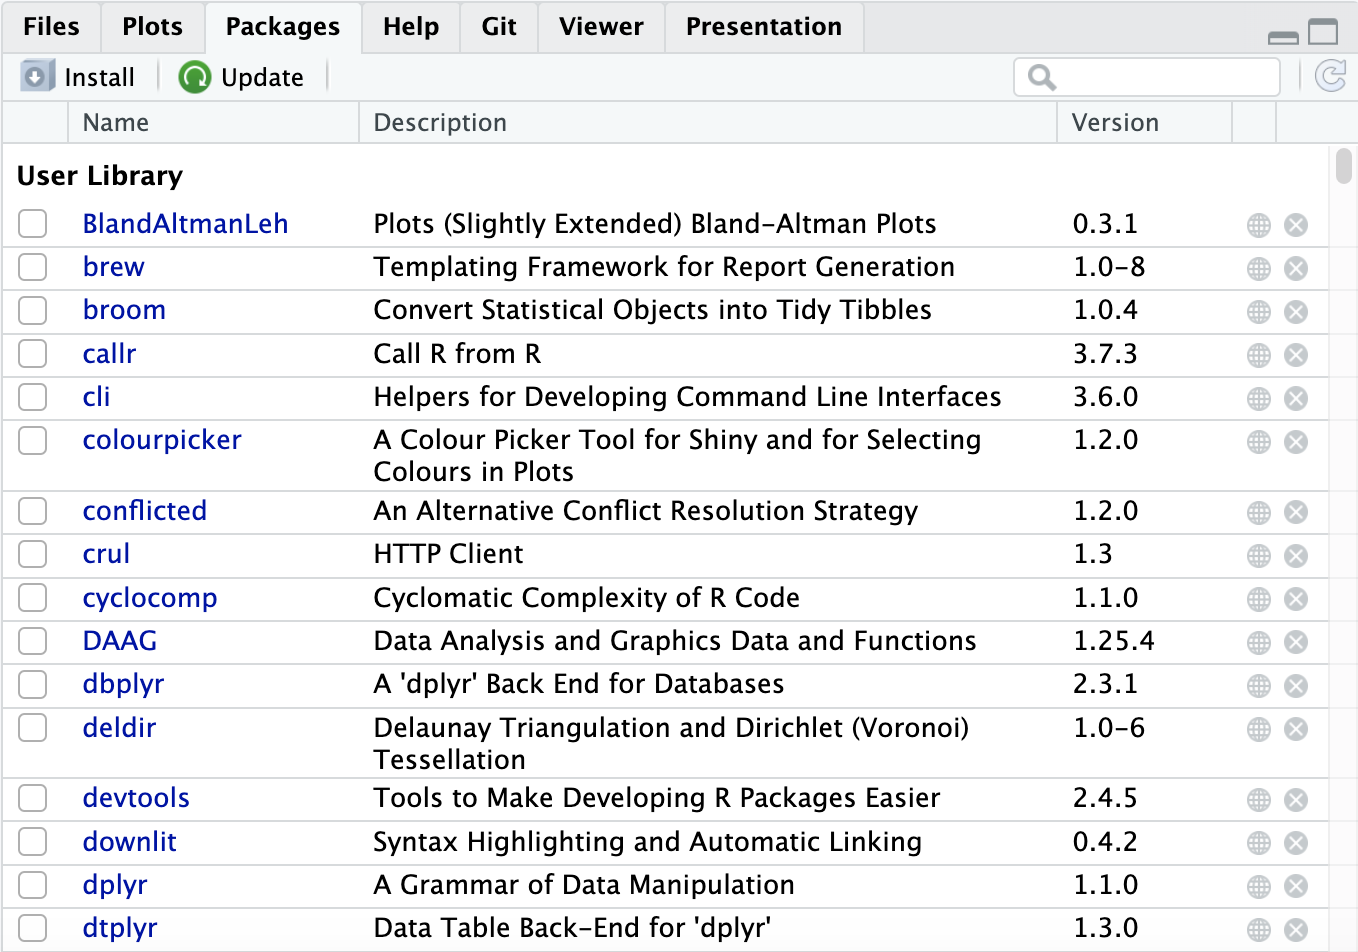 Files Plots Packages Help Git Viewer Presentation
Install Update
Name Description Version
User Library
BlandAltmanLeh Plots (Slightly Extended) Bland-Altman Plots 0.3.1
brew Templating Framework for Report Generation 1.0-8
broom Convert Statistical Objects into Tidy Tibbles 1.0.4
callr Call R from R 3.7.3
cli Helpers for Developing Command Line Interfaces 3.6.0
colourpicker A Colour Picker Tool for Shiny and for Selecting 1.2.0
Colours in Plots
conflicted An Alternative Conflict Resolution Strategy 1.2.0
crul HTTP Client 1.3
cyclocomp Cyclomatic Complexity of R Code 1.1.0
DAAG Data Analysis and Graphics Data and Functions 1.25.4
dbplyr A 'dplyr' Back End for Databases 2.3.1
deldir Delaunay Triangulation and Dirichlet (Voronoi) 1.0-6
Tessellation
devtools Tools to Make Developing R Packages Easier 2.4.5
downlit Syntax Highlighting and Automatic Linking 0.4.2
dplyr A Grammar of Data Manipulation 1.1.0
dtplyr Data Table Back-End for 'dplyr' 1.3.0